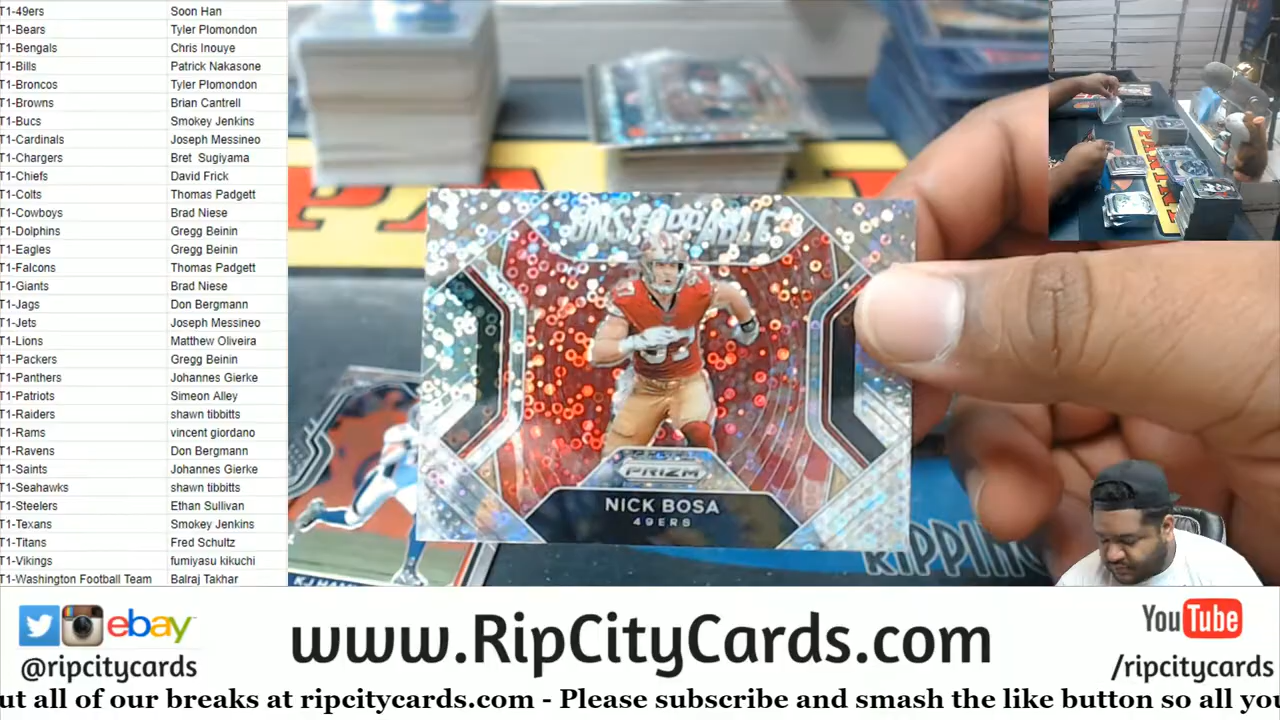 T1-49ers Soon Han
T1-Bears Tyler Plomondon
T1-Bengals Chris Inouye
T1-Bills Patrick Nakasone
T1-Broncos Tyler Plomondon
T1-Browns Brian Cantrell
T1-Bucs Smokey Jenkins
T1-Cardinals Joseph Messineo
T1-Chargers Bret Sugiyama
T1-Chiefs David Frick
T1-Colts Thomas Padgett
T1-Cowboys Brad Niese
T1-Dolphins Gregg Beinin
T1-Eagles Gregg Beinin
T1-Falcons Thomas Padgett
T1-Giants Brad Niese
T1-Jags Don Bergmann
T1-Jets Joseph Messineo
T1-Lions Matthew Oliveira
T1-Packers Gregg Beinin
T1-Panthers Johannes Gierke
T1-Patriots Simeon Alley
T1-Raiders shawn tibbitts
T1-Rams vincent giordano
T1-Ravens Don Bergmann
T1-Saints Johannes Gierke
T1-Seahawks shawn tibbitts
T1-Steelers Ethan Sullivan
T1-Texans Smokey Jenkins
T1-Titans Fred Schultz
T1-Vikings fumiyasu kikuchi
T1-Washington Football Team Balraj Takhar
UNSTOPPABLE
97
PRIZM
NICK BOSA
49ERS
KJ HAM
RIPPING
PANINI
ebay
@ripcitycards
www.RipCityCards.com
YouTube
/ripcitycards
ut all of our breaks at ripcitycards.com - Please subscribe and smash the like button so all you